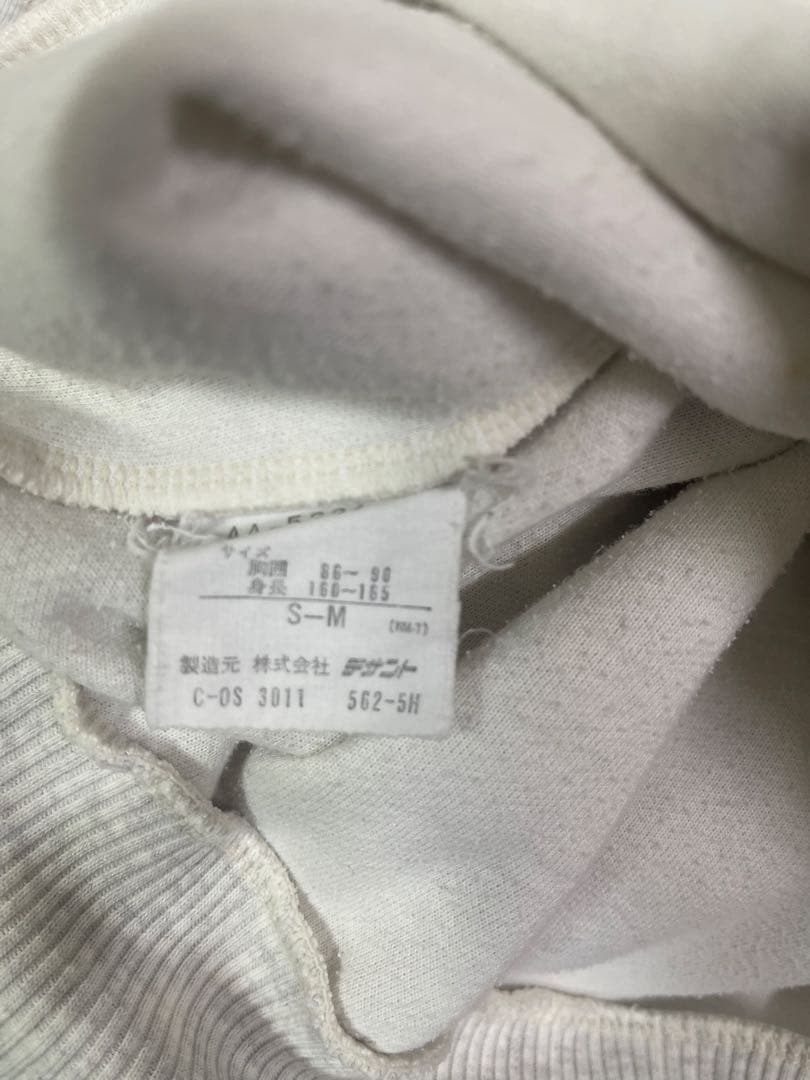 サイズ
胸囲 86～90
身長 160～165
S—M
製造元 株式会社 デサント
C-OS 3011 562-5H